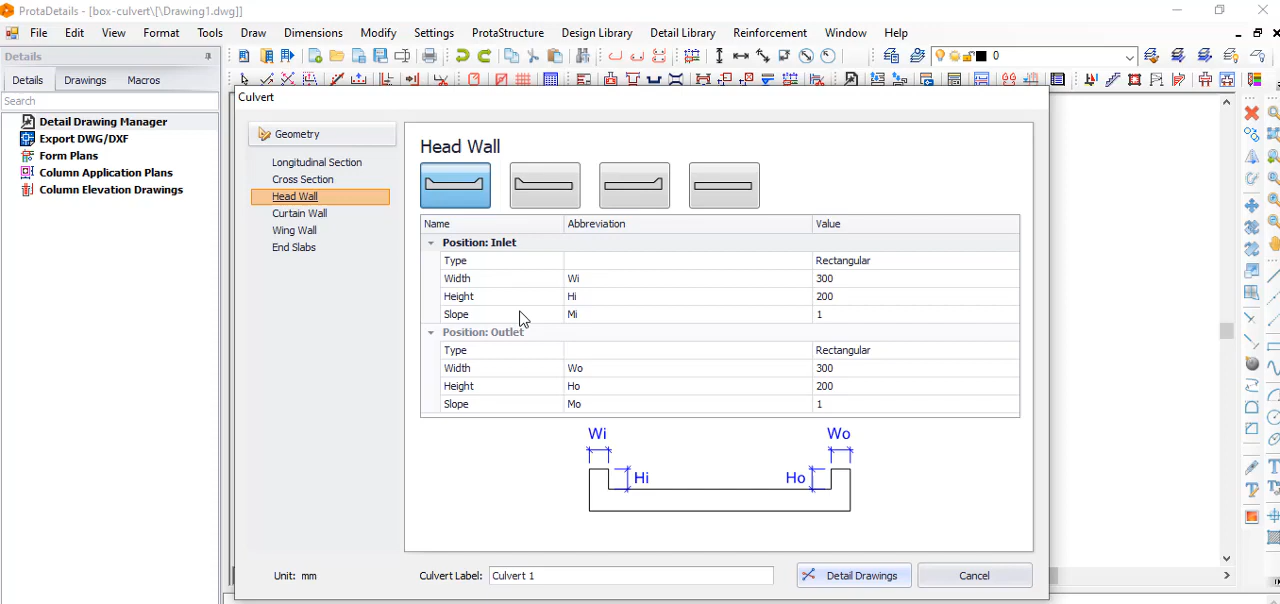 ProtaDetails - [box-culvert\[\Drawing1.dwg]]
File Edit View Format Tools Draw Dimensions Modify Settings ProtaStructure Design Library Detail Library Reinforcement Window Help
Details
0
Details Drawings Macros
Search
Culvert
Detail Drawing Manager
Export DWG/DXF
Form Plans
Column Application Plans
Column Elevation Drawings
Geometry
Longitudinal Section
Cross Section
Head Wall
Curtain Wall
Wing Wall
End Slabs
Head Wall
Name Abbreviation Value
Position: Inlet
Type Rectangular
Width Wi 300
Height Hi 200
Slope Mi 1
Position: Outlet
Type Rectangular
Width Wo 300
Height Ho 200
Slope Mo 1
Wi Wo
Hi Ho
Unit: mm Culvert Label: Culvert 1 Detail Drawings Cancel